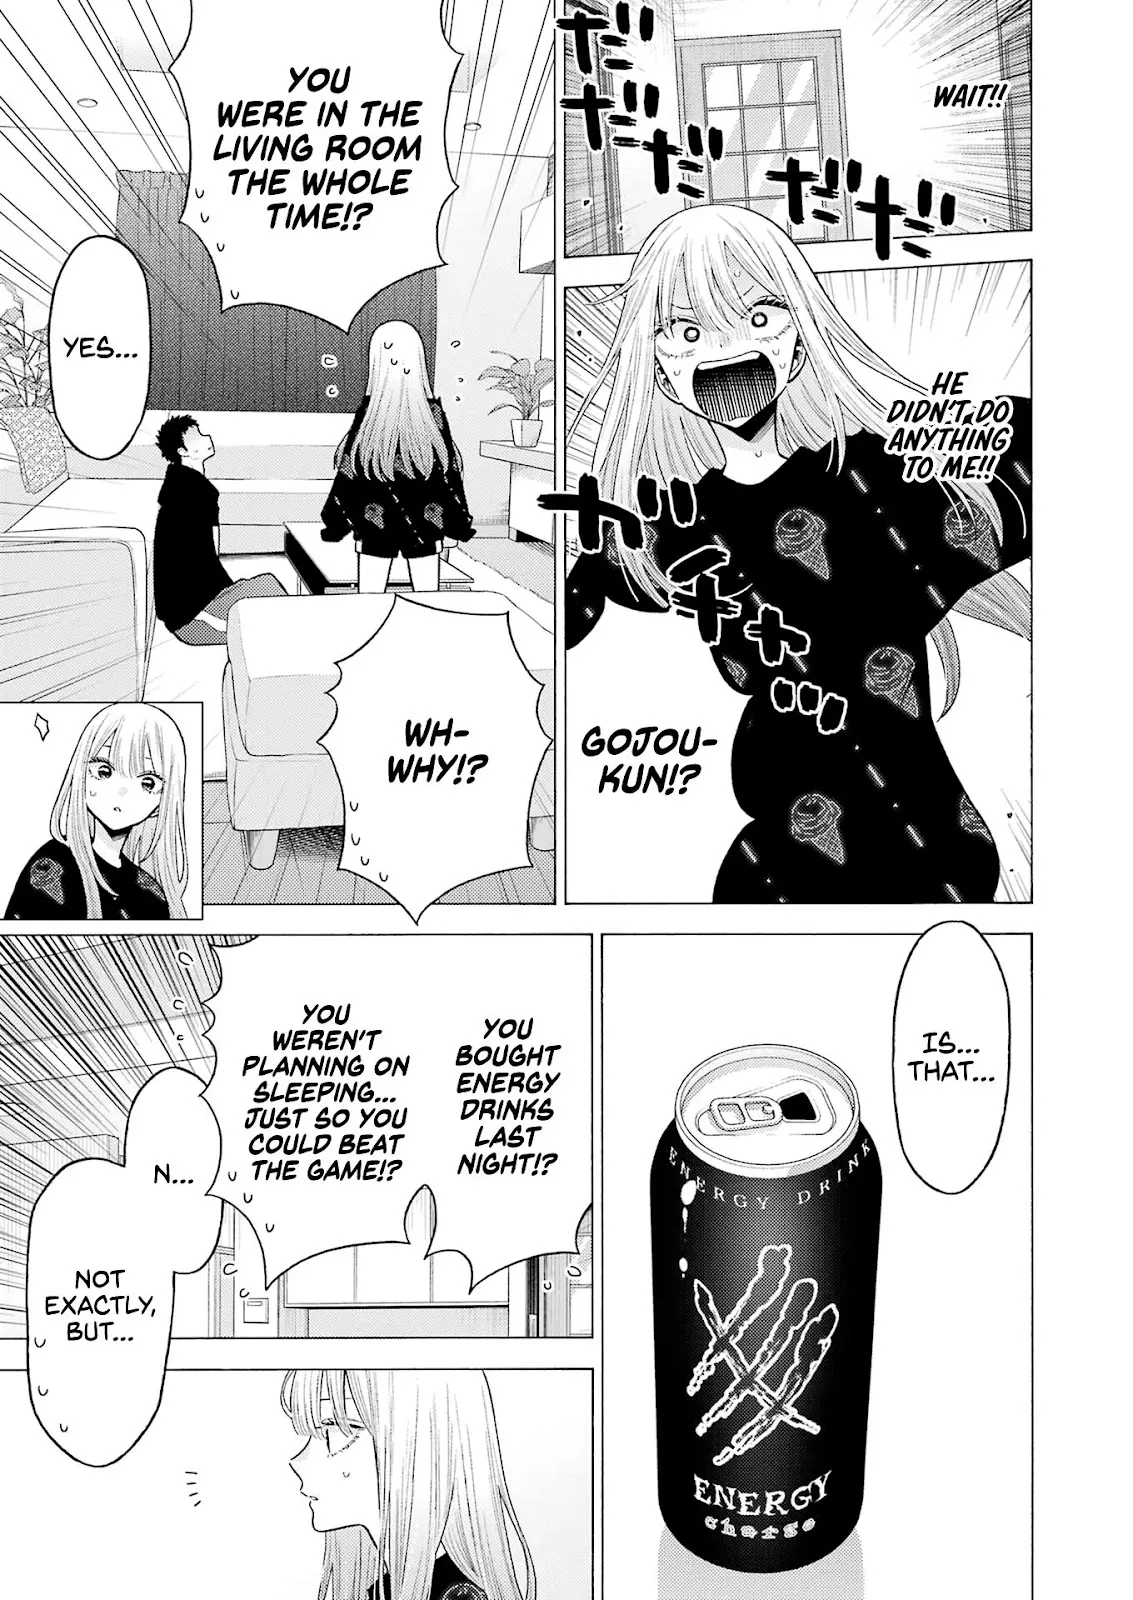 WAIT!!
ダダダ
ダダダ
HE
DIDN'T DO
ANYTHING
TO ME!!
ガチャッ
GOJOU-
KUN!?
YOU
WERE IN THE
LIVING ROOM
THE WHOLE
TIME!?
YES...
WH-
WHY!?
IS...
THAT...
ENERGY DRINK
ENERGY
charge
YOU
BOUGHT
ENERGY
DRINKS
LAST
NIGHT!?
YOU
WEREN'T
PLANNING ON
SLEEPING...
JUST SO YOU
COULD BEAT
THE GAME!?
N...
NOT
EXACTLY,
BUT...